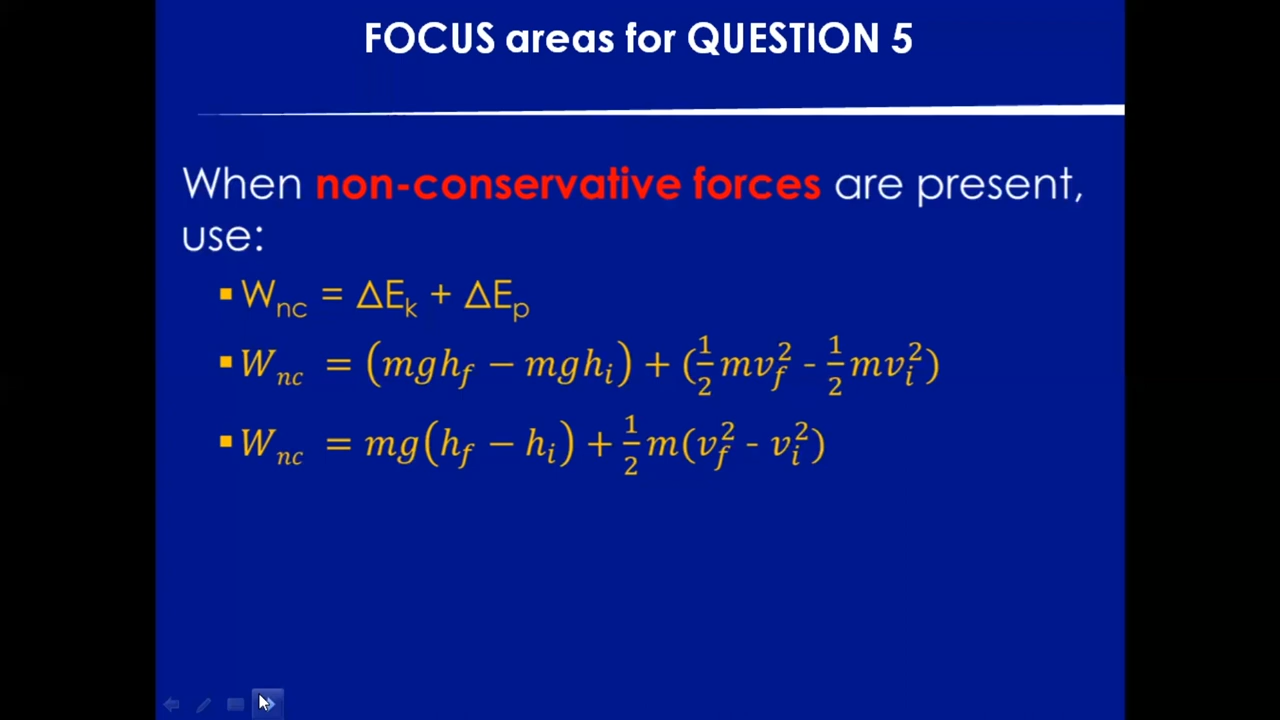 FOCUS areas for QUESTION 5
When non-conservative forces are present,
use:
▪ W_nc = ΔE_k + ΔE_p
▪ W_nc = (mgh_f − mgh_i) + (½mv_f² - ½mv_i²)
▪ W_nc = mg(h_f − h_i) + ½m(v_f² - v_i²)